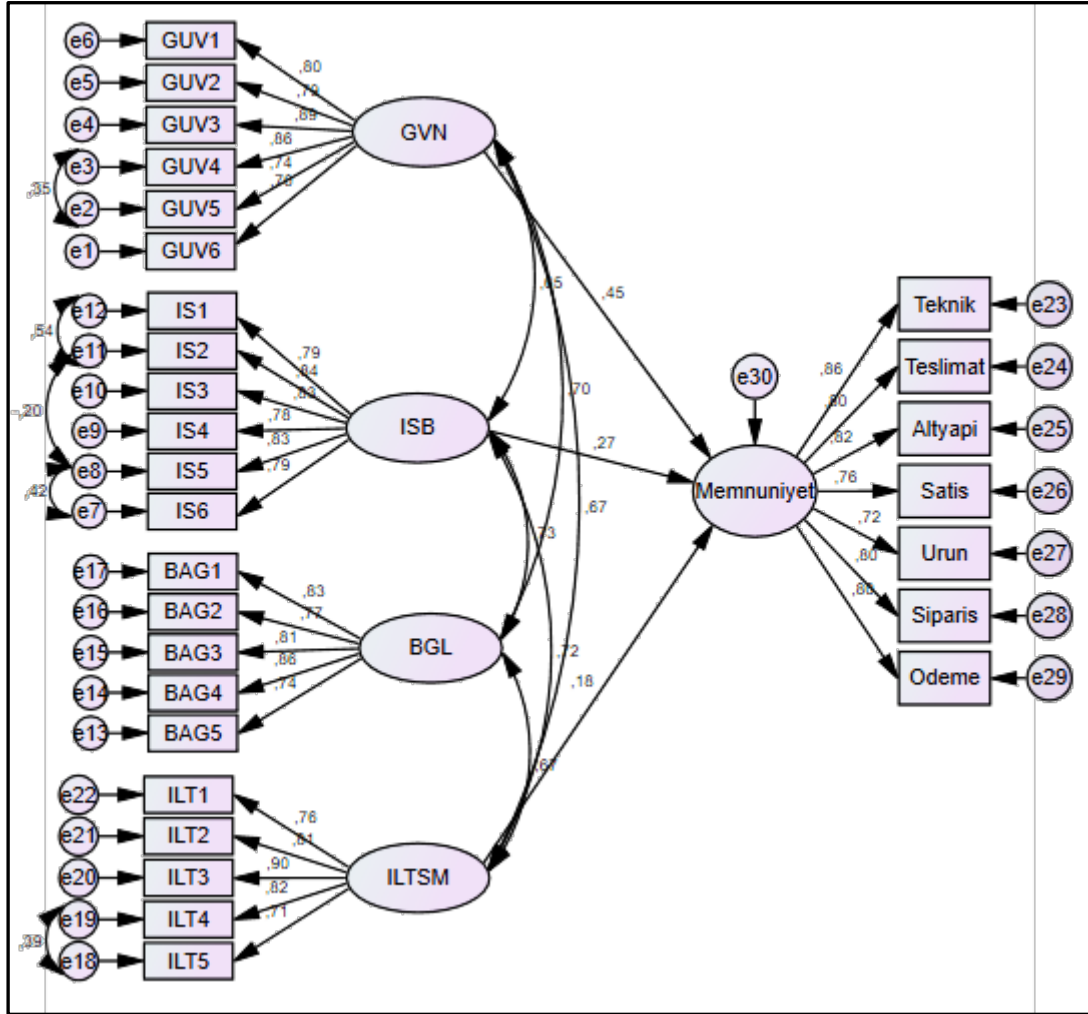 e6 GUV1
e5 GUV2
e4 GUV3
e3 GUV4
e2 GUV5
e1 GUV6
,80
,79
,89
,86
,74
GVN
e12 IS1
e11 IS2
e10 IS3
e9 IS4
e8 IS5
e7 IS6
,79
,84
,83
,78
,83
,79
ISB
e17 BAG1
e16 BAG2
e15 BAG3
e14 BAG4
e13 BAG5
,83
,77
,81
,86
,74
BGL
e22 ILT1
e21 ILT2
e20 ILT3
e19 ILT4
e18 ILT5
,76
,81
,90
,82
,71
ILTSM
,45
,70
,27
,67
,73
,72
,18
,67
e30
Memnuniyet
,86
,80
,82
,76
,72
,80
Teknik e23
Teslimat e24
Altyapi e25
Satis e26
Urun e27
Siparis e28
Odeme e29